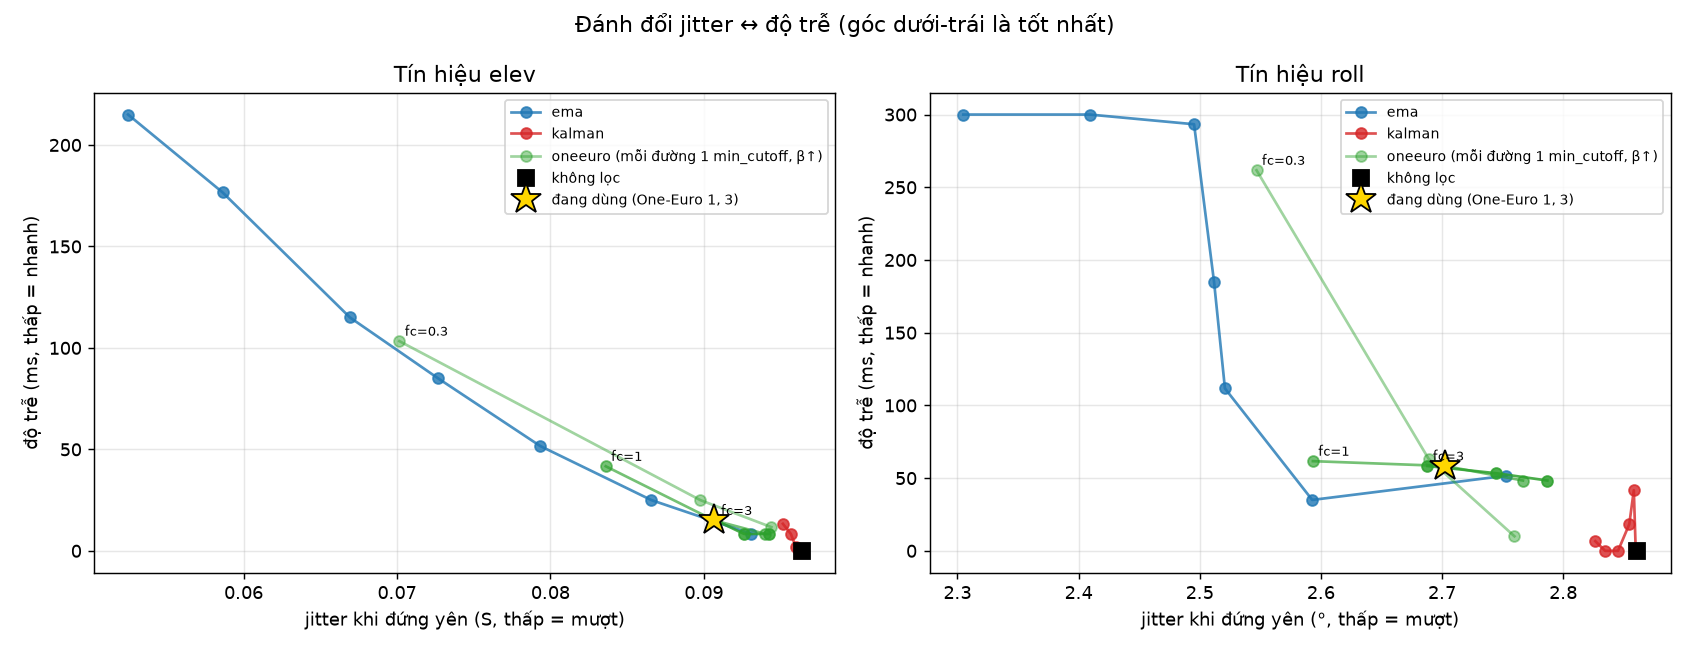 Đánh đổi jitter ↔ độ trễ (góc dưới-trái là tốt nhất)
Tín hiệu elev
độ trễ (ms, thấp = nhanh)
200
150
100
50
0
0.06
0.07
0.08
0.09
jitter khi đứng yên (S, thấp = mượt)
ema
kalman
oneeuro (mỗi đường 1 min_cutoff, β↑)
không lọc
đang dùng (One-Euro 1, 3)
fc=0.3
fc=1
fc=3
Tín hiệu roll
độ trễ (ms, thấp = nhanh)
300
250
200
150
100
50
0
2.3
2.4
2.5
2.6
2.7
2.8
jitter khi đứng yên (°, thấp = mượt)
ema
kalman
oneeuro (mỗi đường 1 min_cutoff, β↑)
không lọc
đang dùng (One-Euro 1, 3)
fc=0.3
fc=1
fc=3